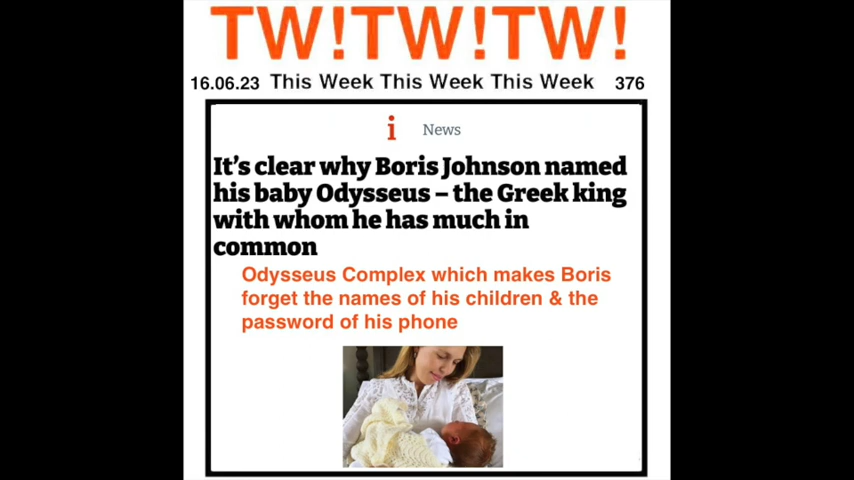 TW!TW!TW!
16.06.23 This Week This Week This Week 376
i News
It's clear why Boris Johnson named
his baby Odysseus – the Greek king
with whom he has much in
common
Odysseus Complex which makes Boris
forget the names of his children & the
password of his phone